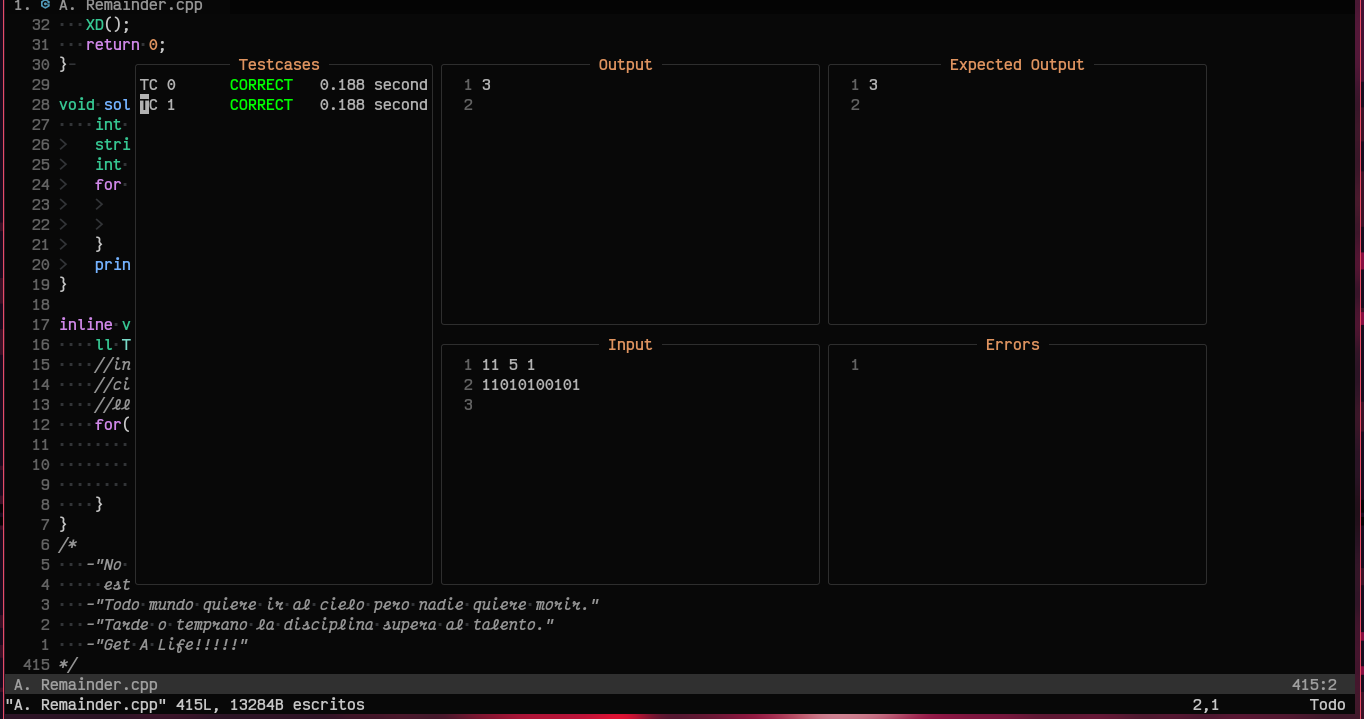 1. A. Remainder.cpp
32 XD();
31 return 0;
30 }
29
28 void sol
27 int
26 > stri
25 > int
24 > for
23 > >
22 > >
21 > }
20 > prin
19 }
18
17 inline v
16 ll T
15 //in
14 //ci
13 //ll
12 for(
11
10
9
8 }
7 }
6 /*
5 -"No
4 est
3 -"Todo mundo quiere ir al cielo pero nadie quiere morir."
2 -"Tarde o temprano la disciplina supera al talento."
1 -"Get A Life!!!!!"
415 */
Testcases
TC 0 CORRECT 0.188 second
TC 1 CORRECT 0.188 second
Output
1 3
2
Expected Output
1 3
2
Input
1 11 5 1
2 11010100101
3
Errors
1
A. Remainder.cpp 415:2
"A. Remainder.cpp" 415L, 13284B escritos 2,1 Todo